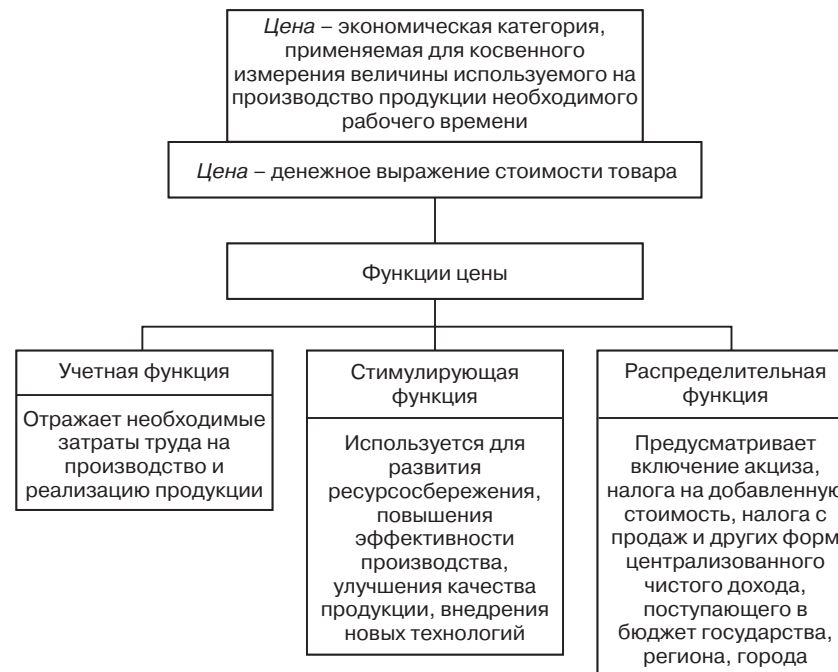 Цена – экономическая категория,
применяемая для косвенного
измерения величины используемого на
производство продукции необходимого
рабочего времени
Цена – денежное выражение стоимости товара
Функции цены
Учетная функция
Отражает необходимые
затраты труда на
производство и
реализацию продукции
Стимулирующая
функция
Используется для
развития
ресурсосбережения,
повышения
эффективности
производства,
улучшения качества
продукции, внедрения
новых технологий
Распределительная
функция
Предусматривает
включение акциза,
налога на добавленную
стоимость, налога с
продаж и других форм
централизованного
чистого дохода,
поступающего в
бюджет государства,
региона, города